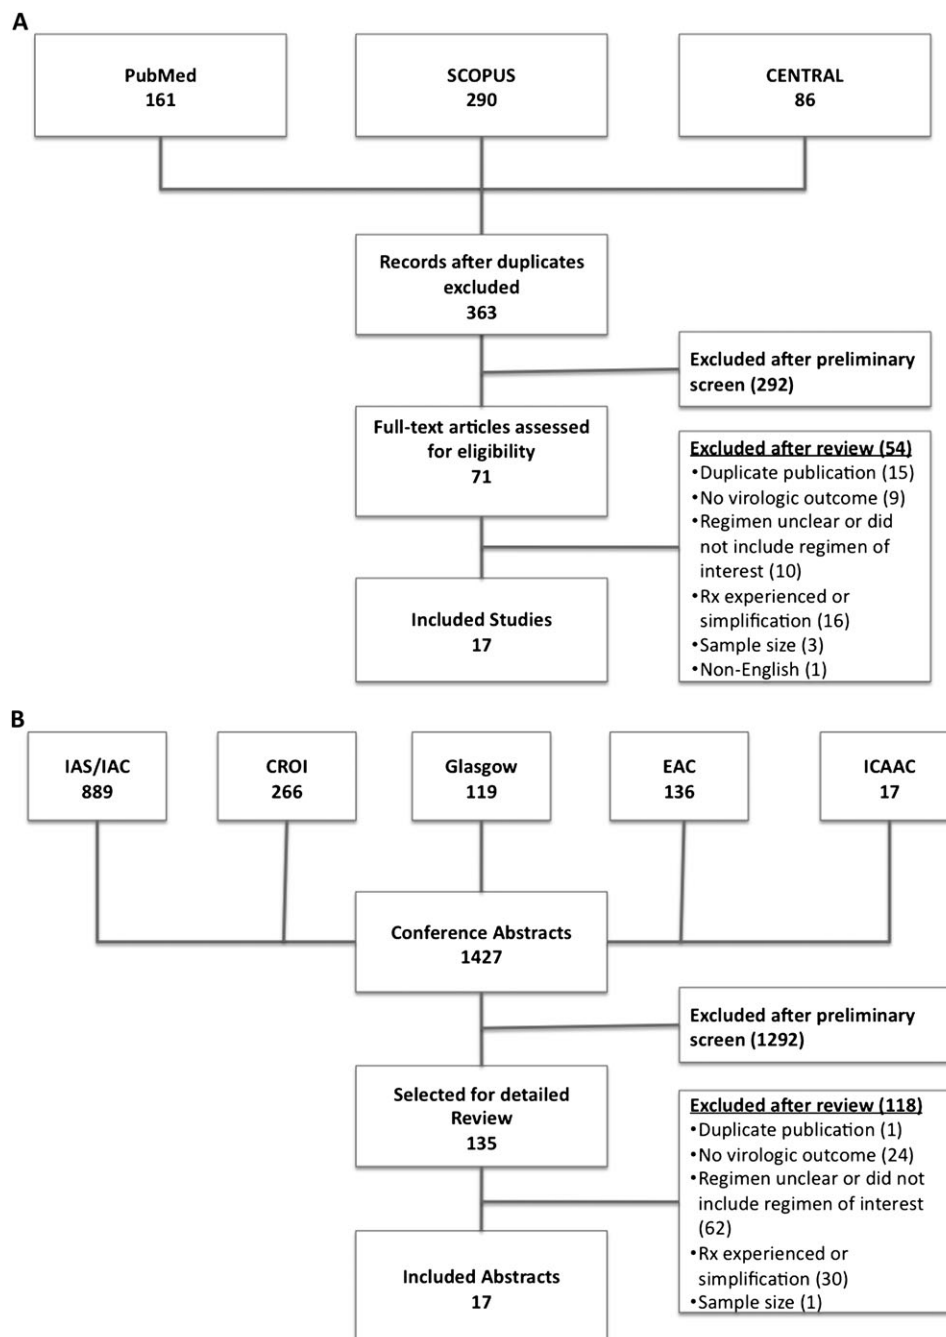 A
PubMed
161
SCOPUS
290
CENTRAL
86
Records after duplicates
excluded
363
Excluded after preliminary
screen (292)
Full-text articles assessed
for eligibility
71
Excluded after review (54)
•Duplicate publication (15)
•No virologic outcome (9)
•Regimen unclear or did
not include regimen of
interest (10)
•Rx experienced or
simplification (16)
•Sample size (3)
•Non-English (1)
Included Studies
17
B
IAS/IAC
889
CROI
266
Glasgow
119
EAC
136
ICAAC
17
Conference Abstracts
1427
Excluded after preliminary
screen (1292)
Selected for detailed
Review
135
Excluded after review (118)
•Duplicate publication (1)
•No virologic outcome (24)
•Regimen unclear or did not
include regimen of interest
(62)
•Rx experienced or
simplification (30)
•Sample size (1)
Included Abstracts
17